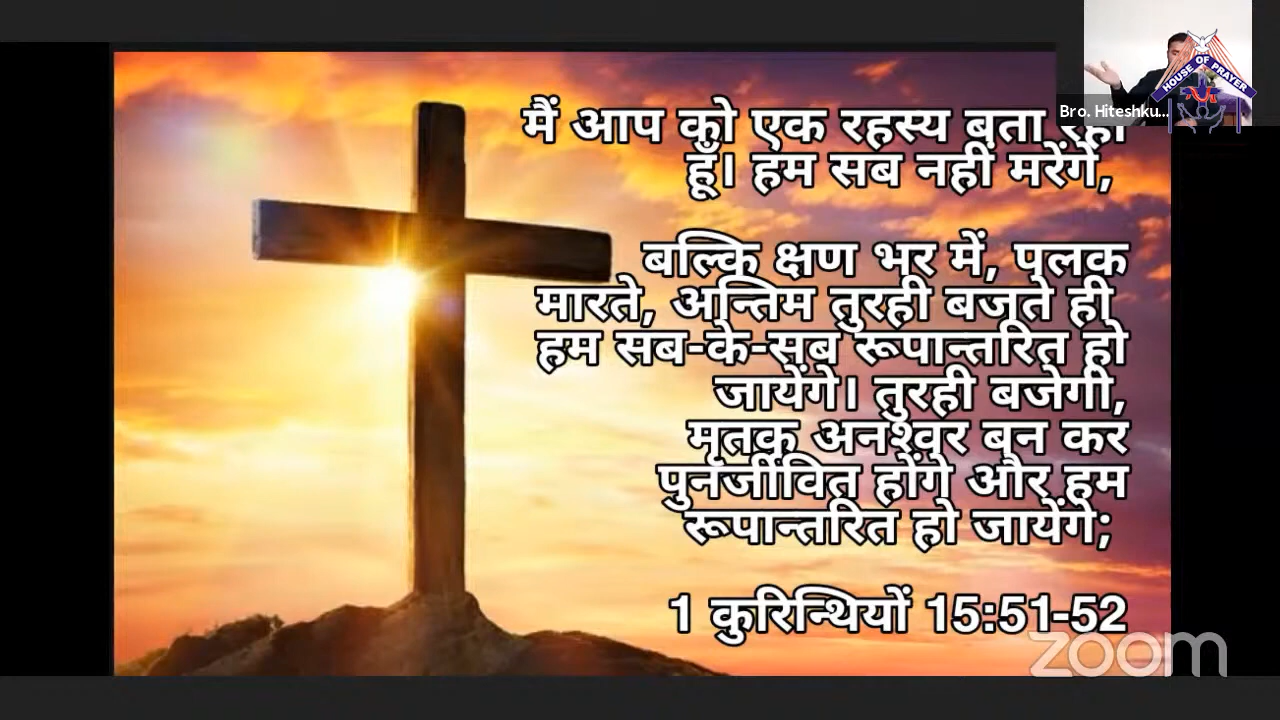 मैं आप को एक रहस्य बता रहा
हूँ। हम सब नहीं मरेंगे,
बल्कि क्षण भर में, पलक
मारते, अन्तिम तुरही बजते ही
हम सब-के-सब रूपान्तरित हो
जायेंगे। तुरही बजेगी,
मृतक अनश्वर बन कर
पुनर्जीवित होंगे और हम
रूपान्तरित हो जायेंगे;
1 कुरिन्थियों 15:51-52
Bro. Hiteshku...
HOUSE OF PRAYER
zoom